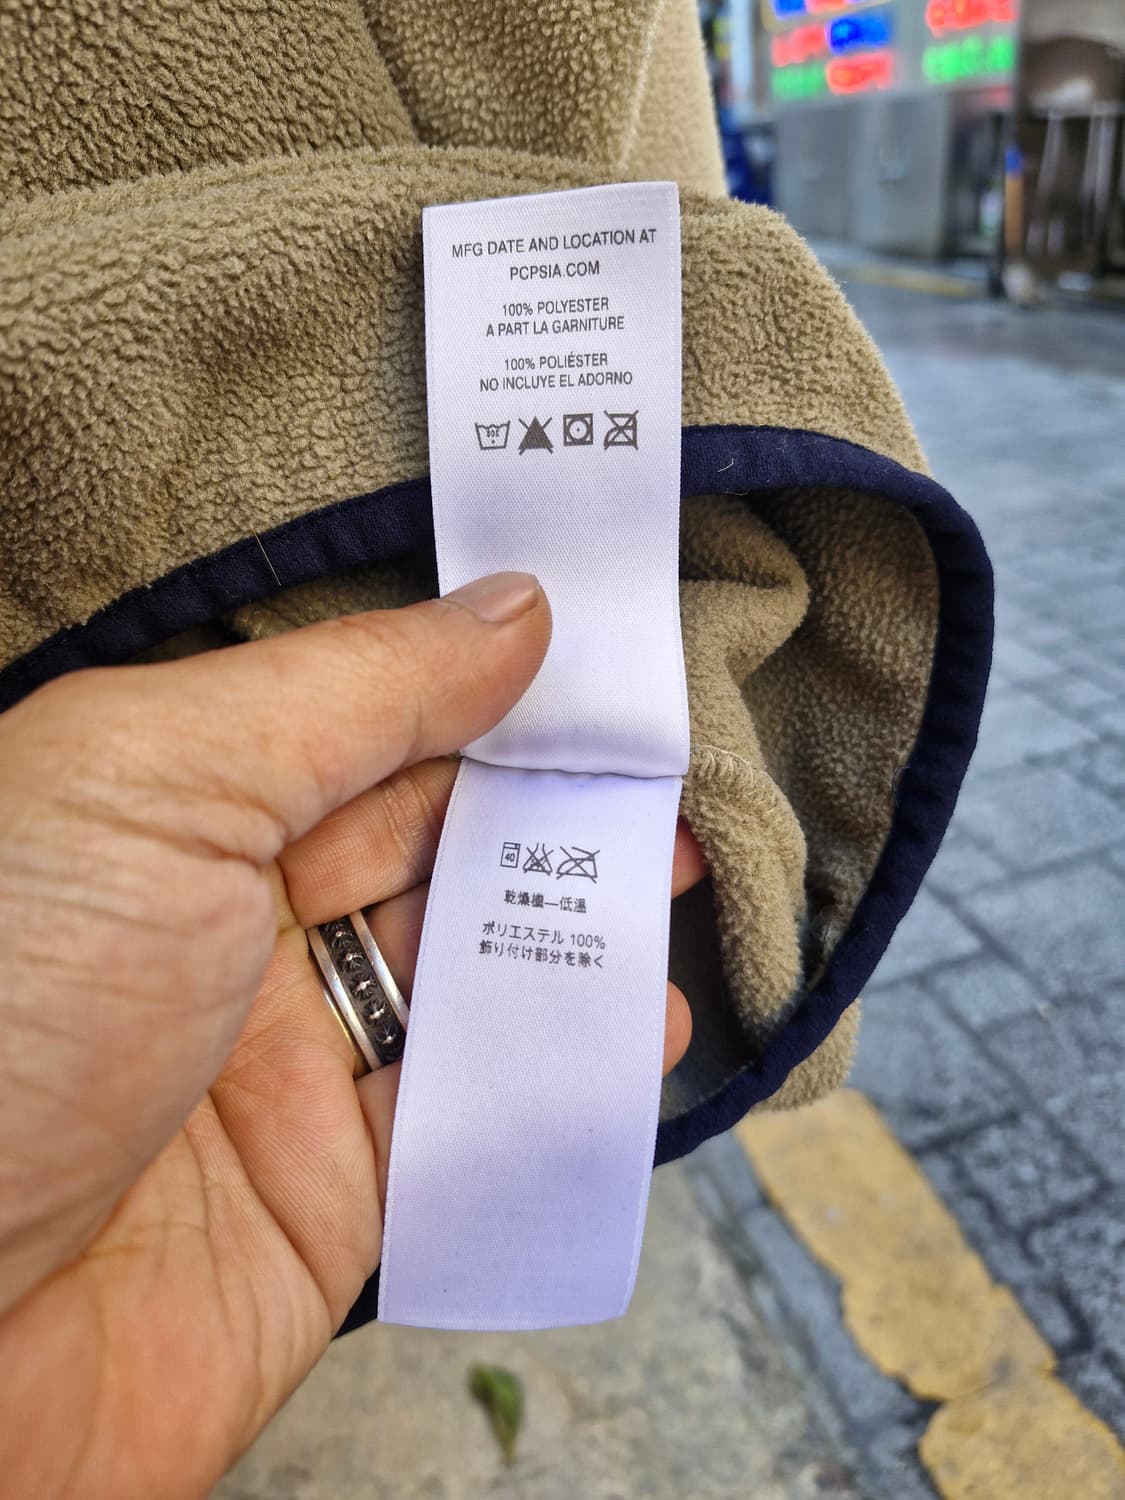 MFG DATE AND LOCATION AT
PCPSIA.COM
100% POLYESTER
A PART LA GARNITURE
100% POLIÉSTER
NO INCLUYE EL ADORNO
40
乾燥機—低温
ポリエステル 100%
飾り付け部分を除く